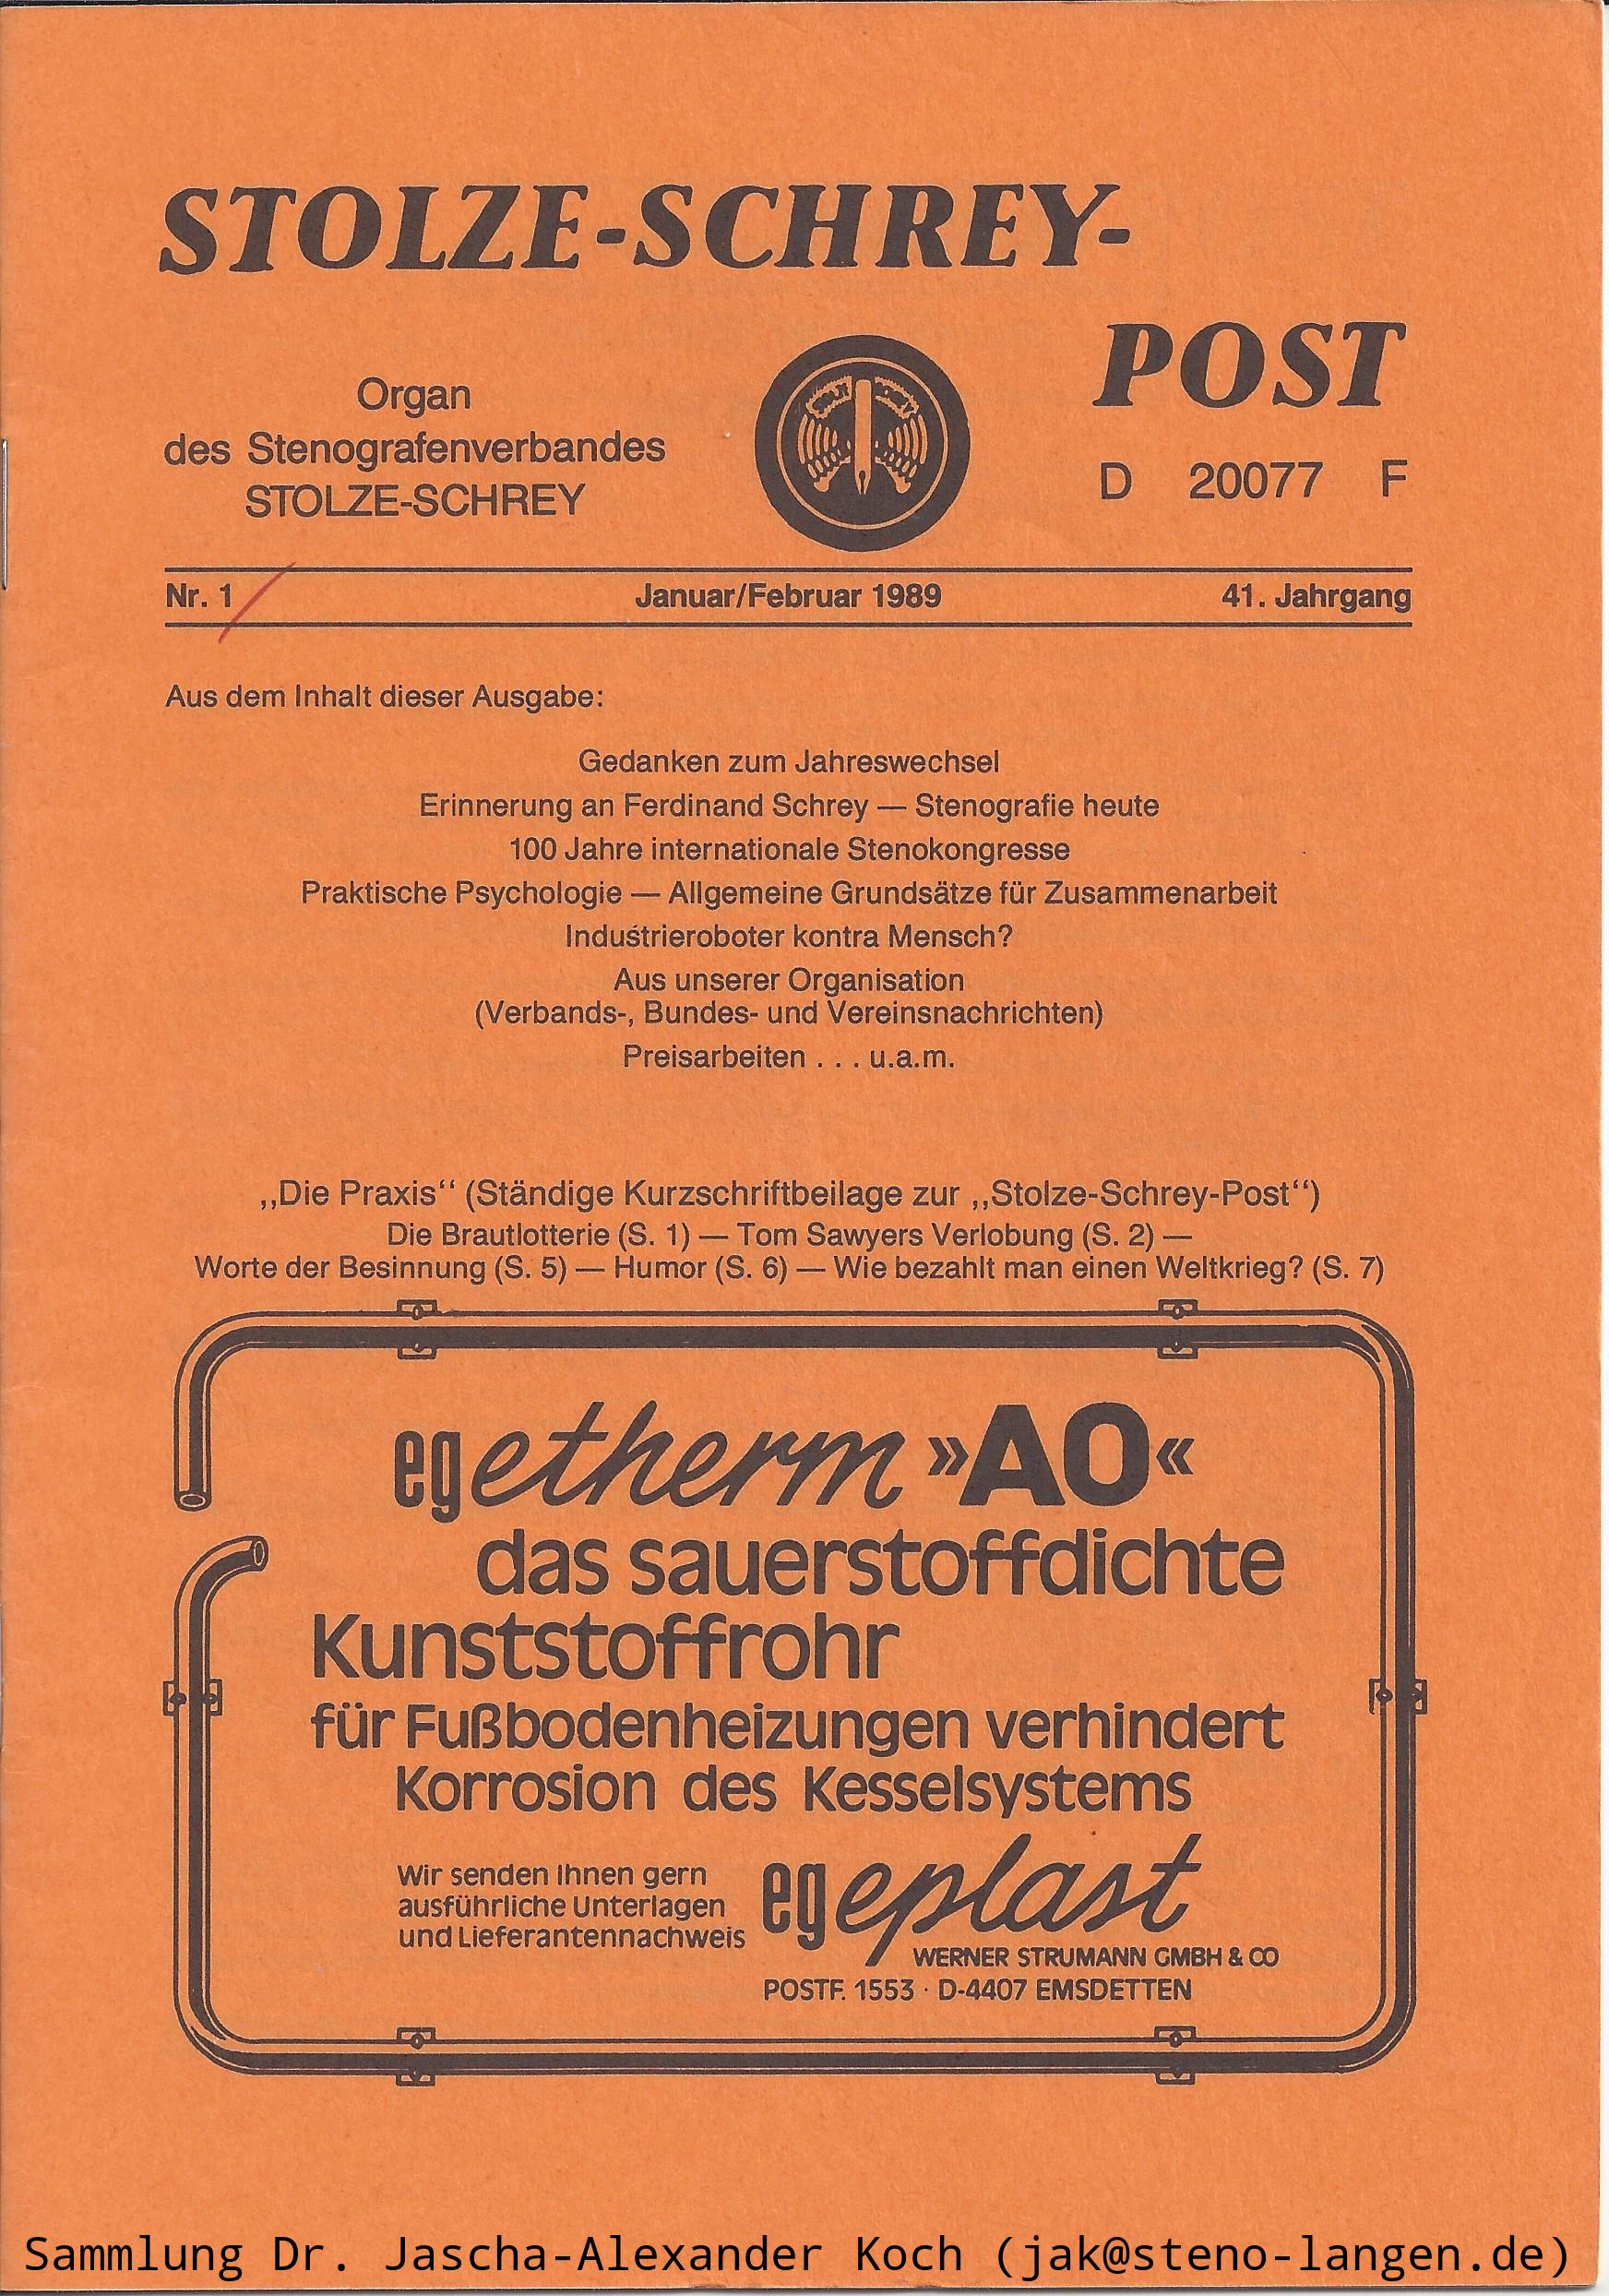 STOLZE-SCHREY-
POST
Organ
des Stenografenverbandes
STOLZE-SCHREY
D 20077 F
Nr. 1 Januar/Februar 1989 41. Jahrgang
Aus dem Inhalt dieser Ausgabe:
Gedanken zum Jahreswechsel
Erinnerung an Ferdinand Schrey — Stenografie heute
100 Jahre internationale Stenokongresse
Praktische Psychologie — Allgemeine Grundsätze für Zusammenarbeit
Industrieroboter kontra Mensch?
Aus unserer Organisation
(Verbands-, Bundes- und Vereinsnachrichten)
Preisarbeiten . . . u.a.m.
„Die Praxis“ (Ständige Kurzschriftbeilage zur „Stolze-Schrey-Post“)
Die Brautlotterie (S. 1) — Tom Sawyers Verlobung (S. 2) —
Worte der Besinnung (S. 5) — Humor (S. 6) — Wie bezahlt man einen Weltkrieg? (S. 7)
egetherm »AO«
das sauerstoffdichte
Kunststoffrohr
für Fußbodenheizungen verhindert
Korrosion des Kesselsystems
Wir senden Ihnen gern
ausführliche Unterlagen
und Lieferantennachweis
egeplast
WERNER STRUMANN GMBH & CO
POSTF. 1553 · D-4407 EMSDETTEN
Sammlung Dr. Jascha-Alexander Koch (jak@steno-langen.de)